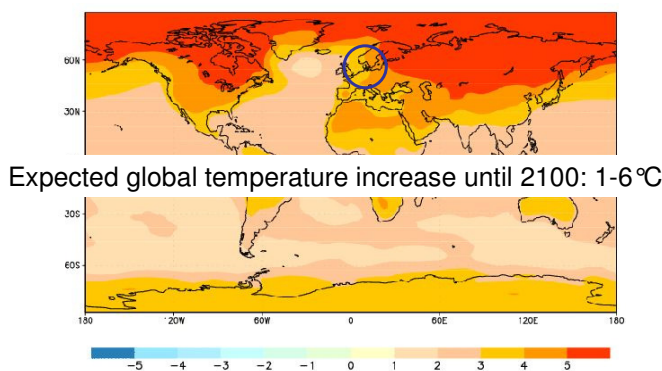 60N
30N
Expected global temperature increase until 2100: 1-6°C
30S
60S
180 120W 60W 0 60E 120E 180
-5 -4 -3 -2 -1 0 1 2 3 4 5